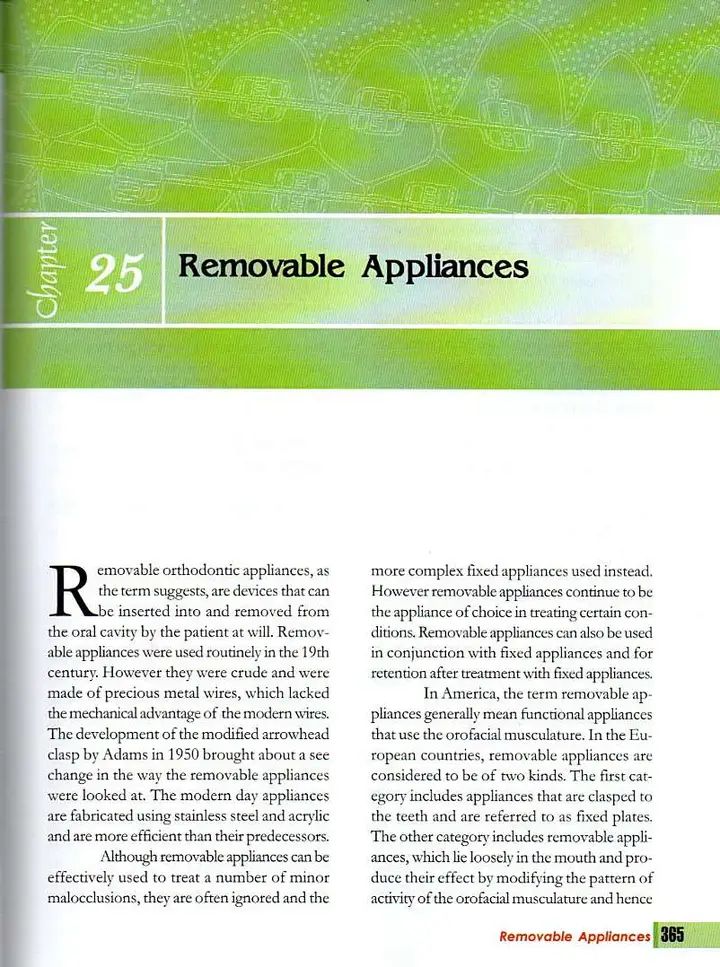 Chapter
25
Removable Appliances
Removable orthodontic appliances, as
the term suggests, are devices that can
be inserted into and removed from
the oral cavity by the patient at will. Remov-
able appliances were used routinely in the 19th
century. However they were crude and were
made of precious metal wires, which lacked
the mechanical advantage of the modern wires.
The development of the modified arrowhead
clasp by Adams in 1950 brought about a see
change in the way the removable appliances
were looked at. The modern day appliances
are fabricated using stainless steel and acrylic
and are more efficient than their predecessors.
Although removable appliances can be
effectively used to treat a number of minor
malocclusions, they are often ignored and the
more complex fixed appliances used instead.
However removable appliances continue to be
the appliance of choice in treating certain con-
ditions. Removable appliances can also be used
in conjunction with fixed appliances and for
retention after treatment with fixed appliances.
In America, the term removable ap-
pliances generally mean functional appliances
that use the orofacial musculature. In the Eu-
ropean countries, removable appliances are
considered to be of two kinds. The first cat-
egory includes appliances that are clasped to
the teeth and are referred to as fixed plates.
The other category includes removable appli-
ances, which lie loosely in the mouth and pro-
duce their effect by modifying the pattern of
activity of the orofacial musculature and hence
Removable Appliances 365